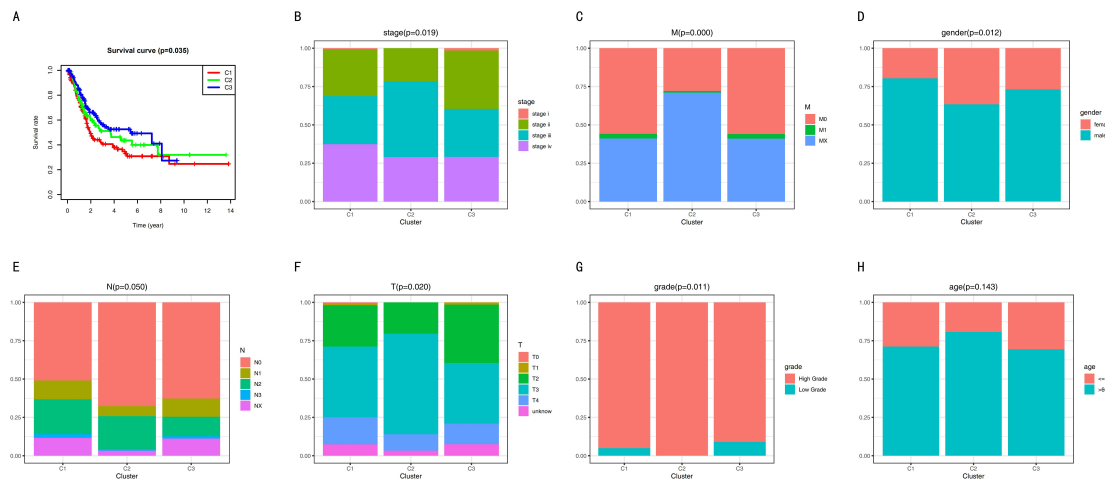 A
Survival curve (p=0.035)
C1
C2
C3
Survival rate
0.0
0.2
0.4
0.6
0.8
1.0
0 2 4 6 8 10 12 14
Time (year)
B
stage(p=0.019)
1.00
0.75
0.50
0.25
0.00
C1 C2 C3
Cluster
stage
stage i
stage ii
stage iii
stage iv
C
M(p=0.000)
1.00
0.75
0.50
0.25
0.00
C1 C2 C3
Cluster
M
M0
M1
MX
D
gender(p=0.012)
1.00
0.75
0.50
0.25
0.00
C1 C2 C3
Cluster
gender
fema
male
E
N(p=0.050)
1.00
0.75
0.50
0.25
0.00
C1 C2 C3
Cluster
N
N0
N1
N2
N3
NX
F
T(p=0.020)
1.00
0.75
0.50
0.25
0.00
C1 C2 C3
Cluster
T
T0
T1
T2
T3
T4
unknow
G
grade(p=0.011)
1.00
0.75
0.50
0.25
0.00
C1 C2 C3
Cluster
grade
High Grade
Low Grade
H
age(p=0.143)
1.00
0.75
0.50
0.25
0.00
C1 C2 C3
Cluster
age
<=
>6